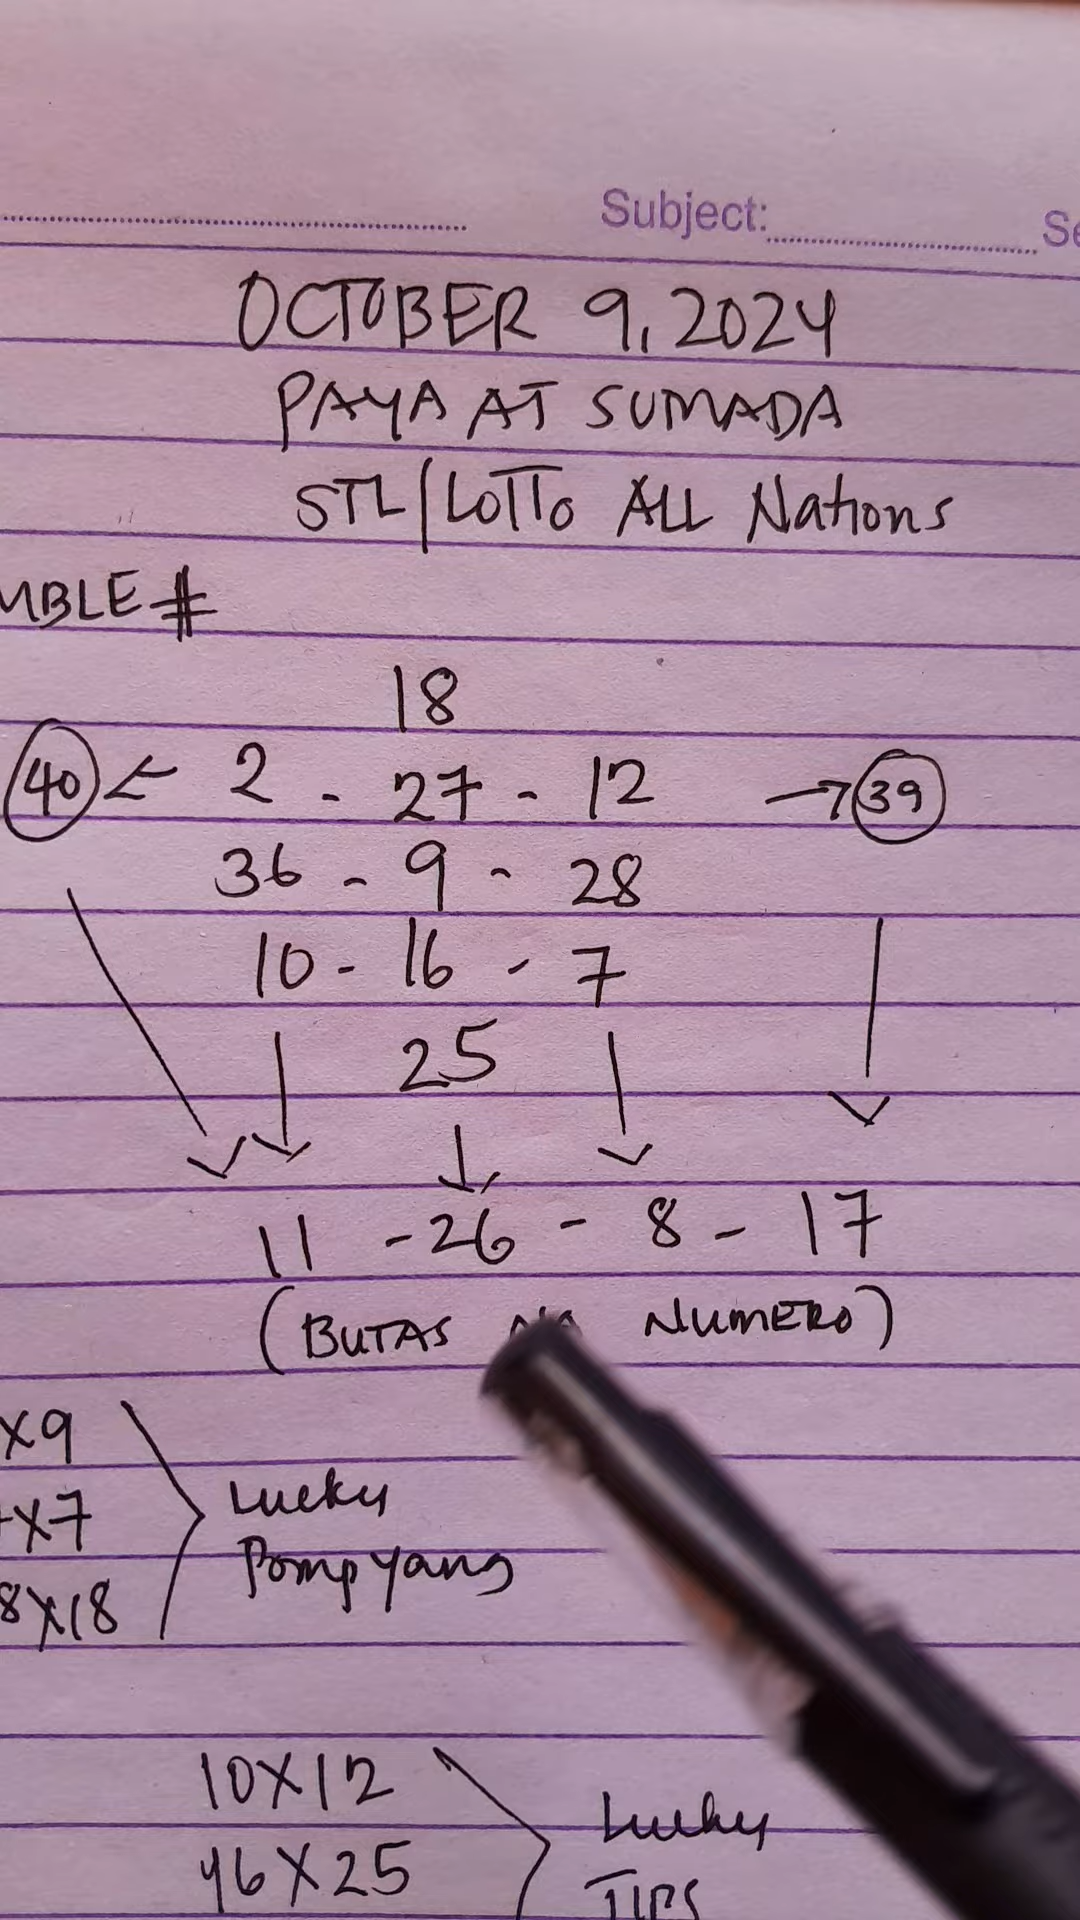 Subject: Se
OCTOBER 9, 2024
PAYA AT SUMADA
STL/LOTTO ALL Nations
MBLE #
18
40 ← 2 - 27 - 12 → 39
36 - 9 - 28
10 - 16 - 7
25
11 - 26 - 8 - 17
(BUTAS NUMERO)
X9
X7
Lucky
Pompyang
8X18
10X12
Lucky
46X25
TIPS